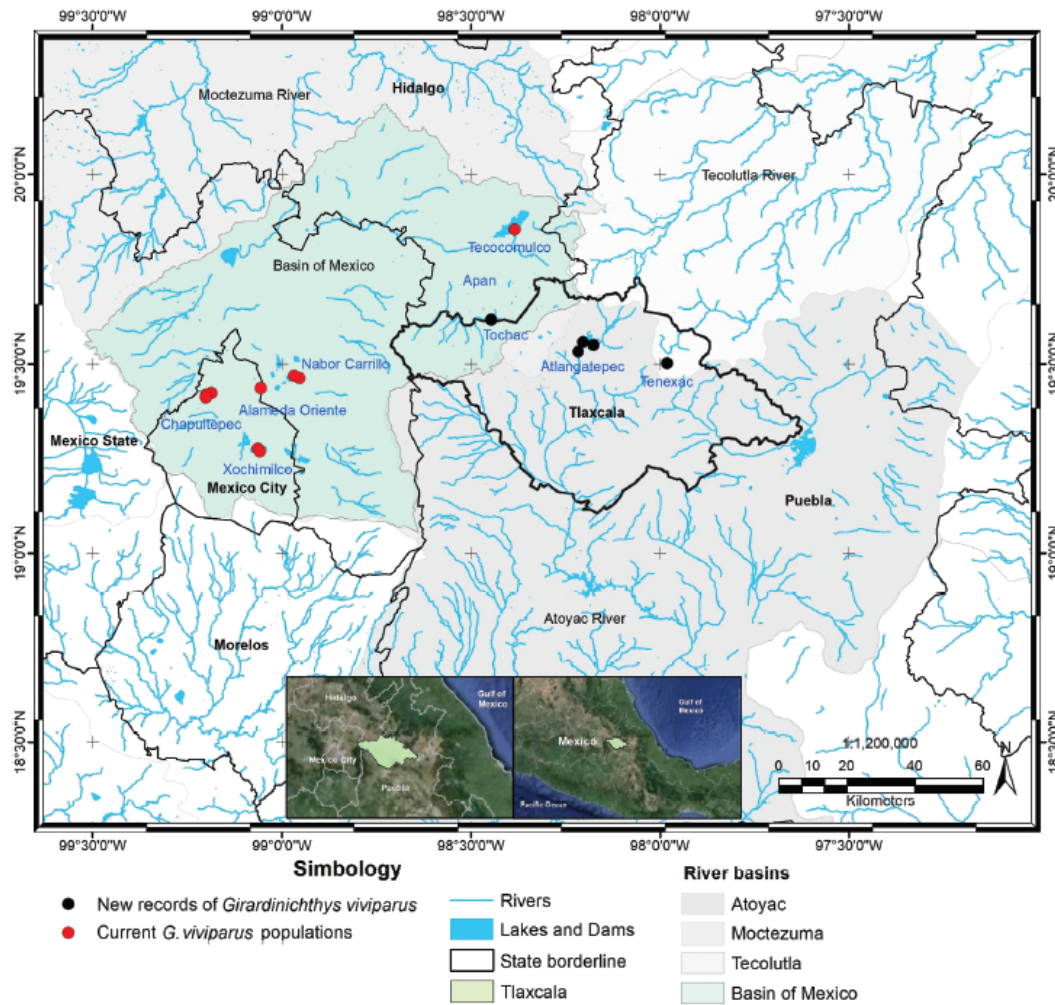 99°30'0"W 99°0'0"W 98°30'0"W 98°0'0"W 97°30'0"W
Moctezuma River
Hidalgo
20°0'0"N
20°0'0"N
Tecolutla River
Tecocomulco
Basin of Mexico
Apan
Tochac
19°30'0"N
19°30'0"N
Nabor Carrillo
Atlangatepec
Tenexac
Alameda Oriente
Tlaxcala
Chapultepec
Mexico State
Xochimilco
Mexico City
Puebla
19°0'0"N
19°0'0"N
Atoyac River
Morelos
Hidalgo
Gulf of
Mexico
Mexico City
Puebla
Gulf of
Mexico
Mexico
Pacific Ocean
18°30'0"N
18°30'0"N
1:1,200,000
N
0 10 20 40 60
Kilometers
99°30'0"W 99°0'0"W 98°30'0"W 98°0'0"W 97°30'0"W
Simbology
New records of Girardinichthys viviparus
Current G. viviparus populations
Rivers
Lakes and Dams
State borderline
Tlaxcala
River basins
Atoyac
Moctezuma
Tecolutla
Basin of Mexico